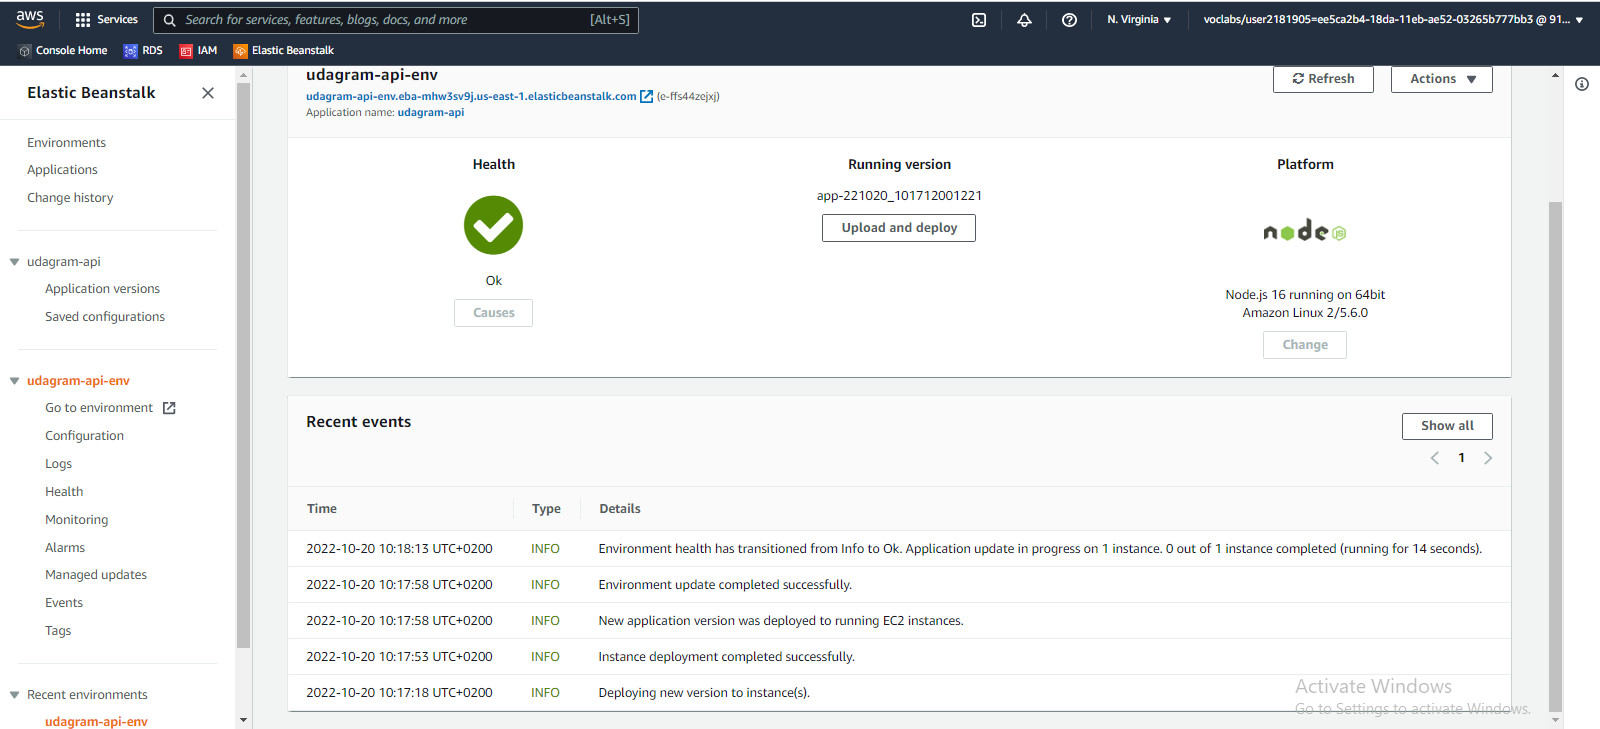 aws
Services
Search for services, features, blogs, docs, and more
[Alt+S]
N. Virginia
voclabs/user2181905=ee5ca2b4-18da-11eb-ae52-03265b777bb3 @ 91...
Console Home
RDS
IAM
Elastic Beanstalk
Elastic Beanstalk
Environments
Applications
Change history
udagram-api
Application versions
Saved configurations
udagram-api-env
Go to environment
Configuration
Logs
Health
Monitoring
Alarms
Managed updates
Events
Tags
Recent environments
udagram-api-env
udagram-api-env
udagram-api-env.eba-mhw3sv9j.us-east-1.elasticbeanstalk.com (e-ffs44zejxj)
Application name: udagram-api
Refresh
Actions
Health
Ok
Causes
Running version
app-221020_101712001221
Upload and deploy
Platform
node JS
Node.js 16 running on 64bit
Amazon Linux 2/5.6.0
Change
Recent events
Show all
1
Time Type Details
2022-10-20 10:18:13 UTC+0200 INFO Environment health has transitioned from Info to Ok. Application update in progress on 1 instance. 0 out of 1 instance completed (running for 14 seconds).
2022-10-20 10:17:58 UTC+0200 INFO Environment update completed successfully.
2022-10-20 10:17:58 UTC+0200 INFO New application version was deployed to running EC2 instances.
2022-10-20 10:17:53 UTC+0200 INFO Instance deployment completed successfully.
2022-10-20 10:17:18 UTC+0200 INFO Deploying new version to instance(s).
Activate Windows
Go to Settings to activate Windows.